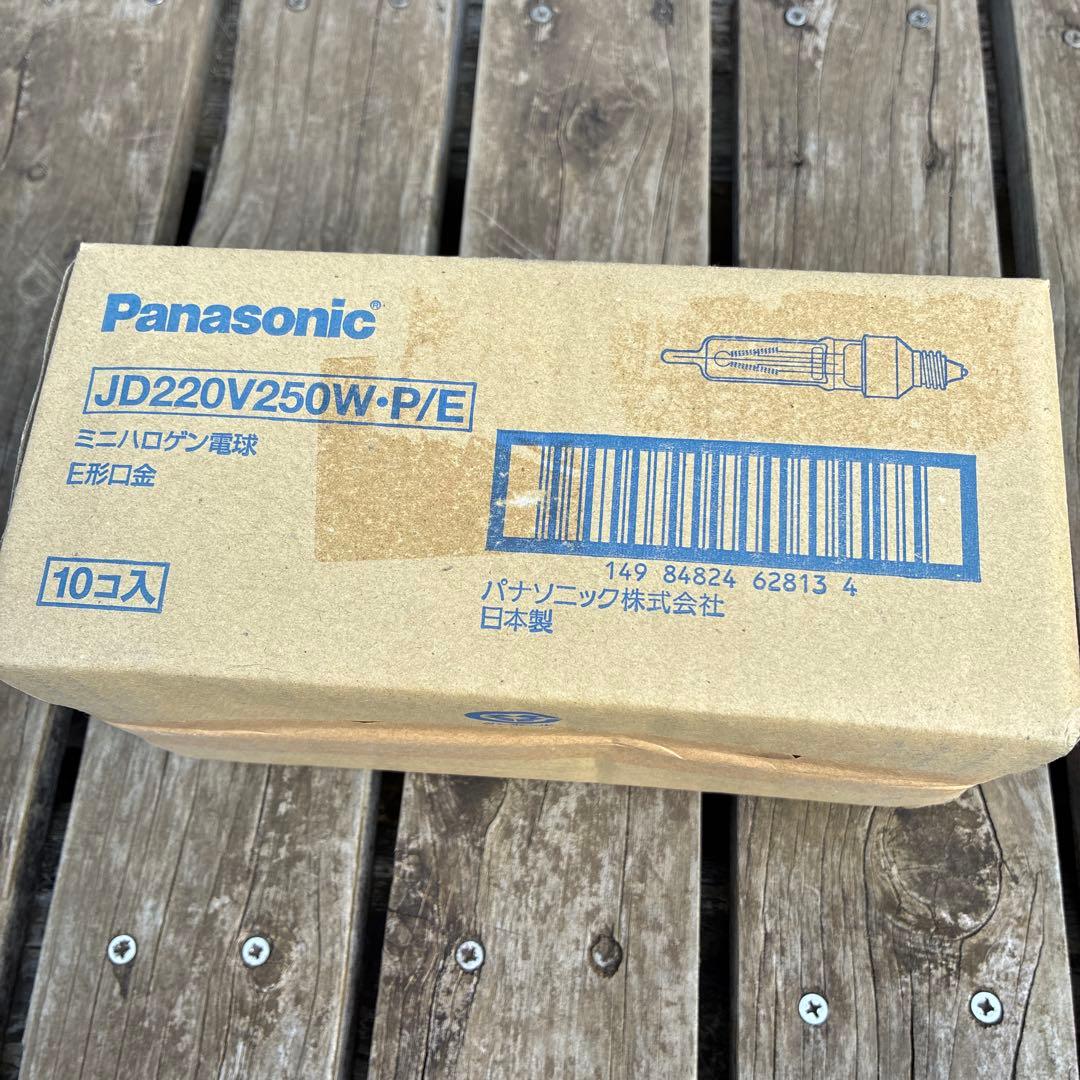 Panasonic®
JD220V250W・P/E
ミニハロゲン電球
E形口金
10コ入
149 84824 62813 4
パナソニック株式会社
日本製